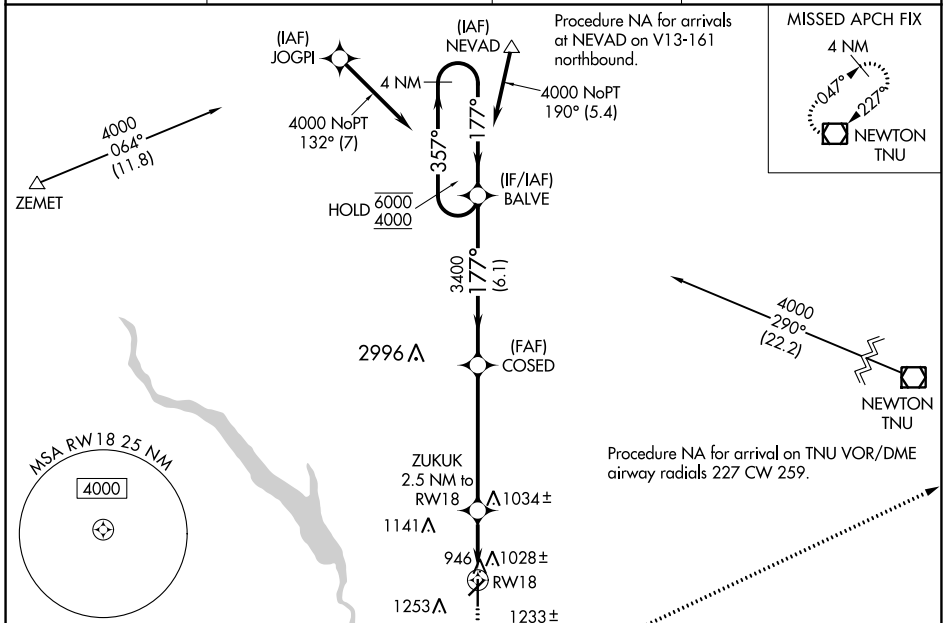 (IAF)
JOGPI
(IAF)
NEVAD
Procedure NA for arrivals
at NEVAD on V13-161
northbound.
MISSED APCH FIX
4 NM
047°
227°
NEWTON
TNU
4 NM
4000 NoPT
190° (5.4)
4000 NoPT
132° (7)
357°
177°
4000
064°
(11.8)
ZEMET
HOLD
6000
4000
(IF/IAF)
BALVE
3400
177°
(6.1)
4000
290°
(22.2)
NEWTON
TNU
2996
(FAF)
COSED
Procedure NA for arrival on TNU VOR/DME
airway radials 227 CW 259.
MSA RW18 25 NM
4000
ZUKUK
2.5 NM to
RW18
1034±
1141
946
1028±
RW18
1253
1233±